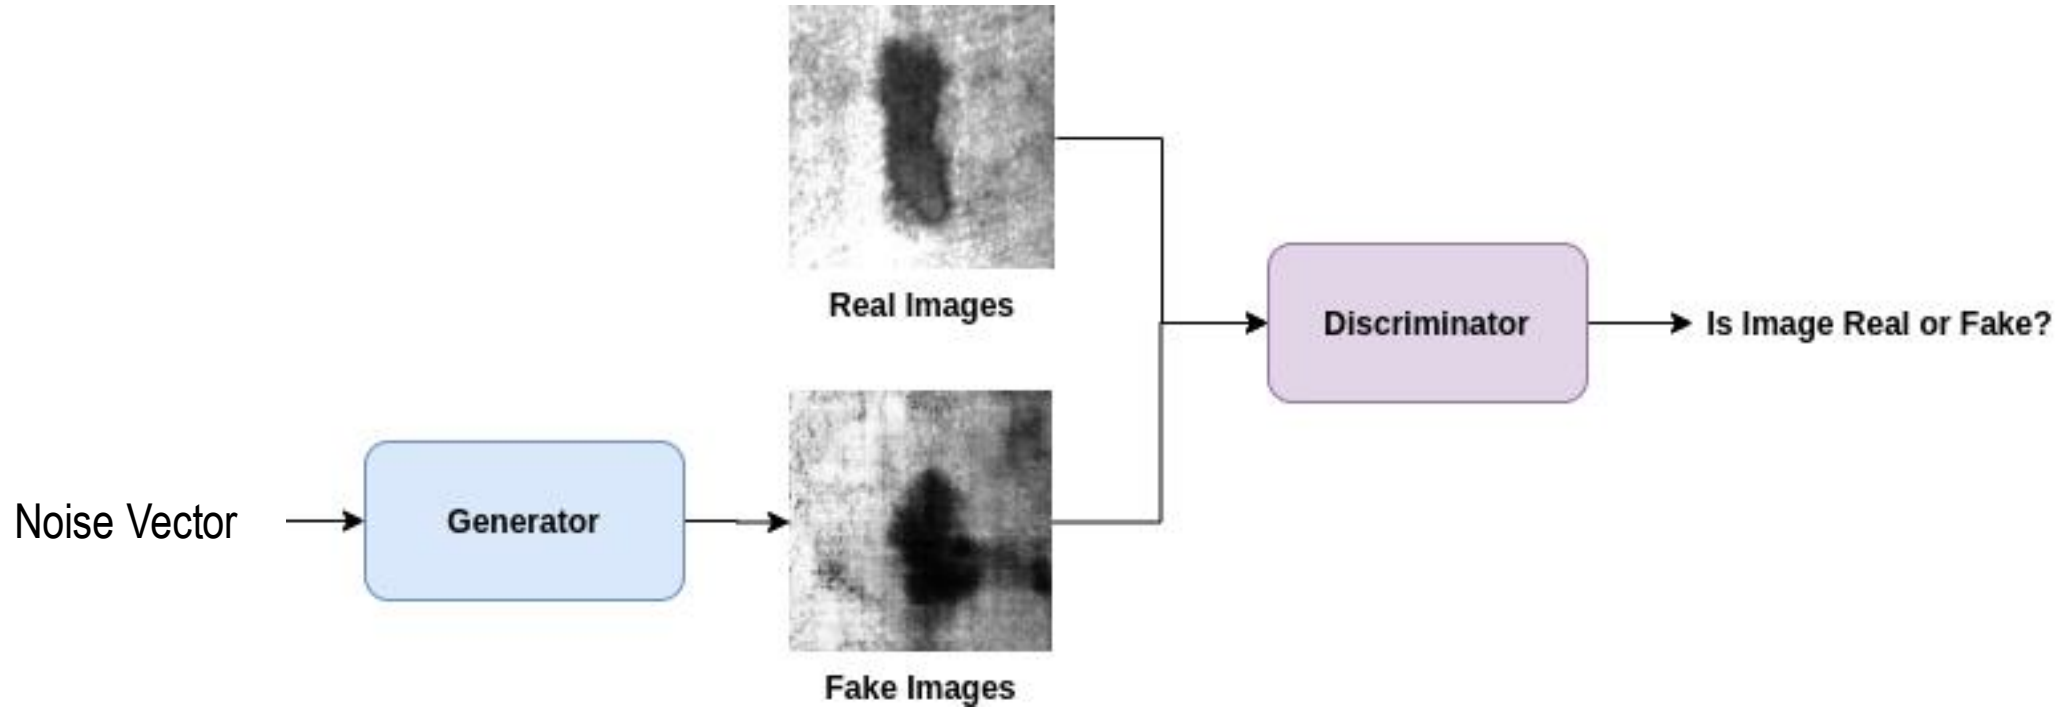 Real Images
Discriminator
Is Image Real or Fake?
Noise Vector
Generator
Fake Images